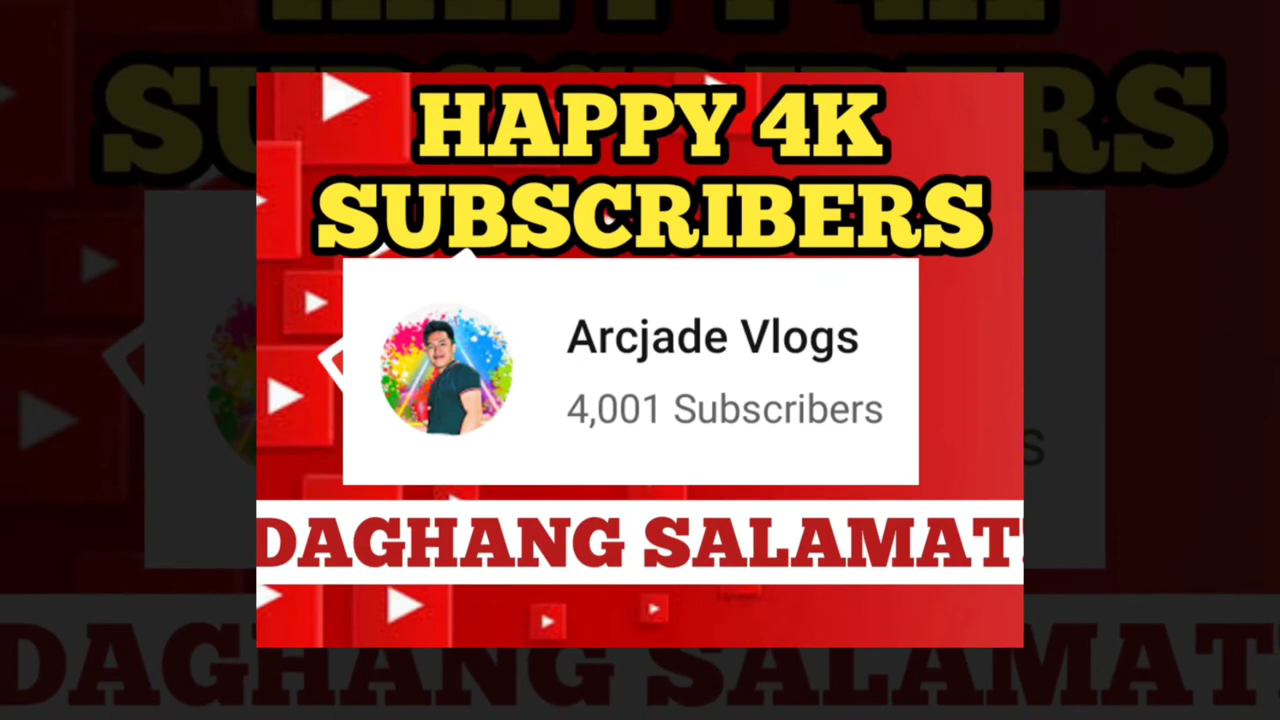 HAPPY 4K
SUBSCRIBERS
Arcjade Vlogs
4,001 Subscribers
DAGHANG SALAMAT!